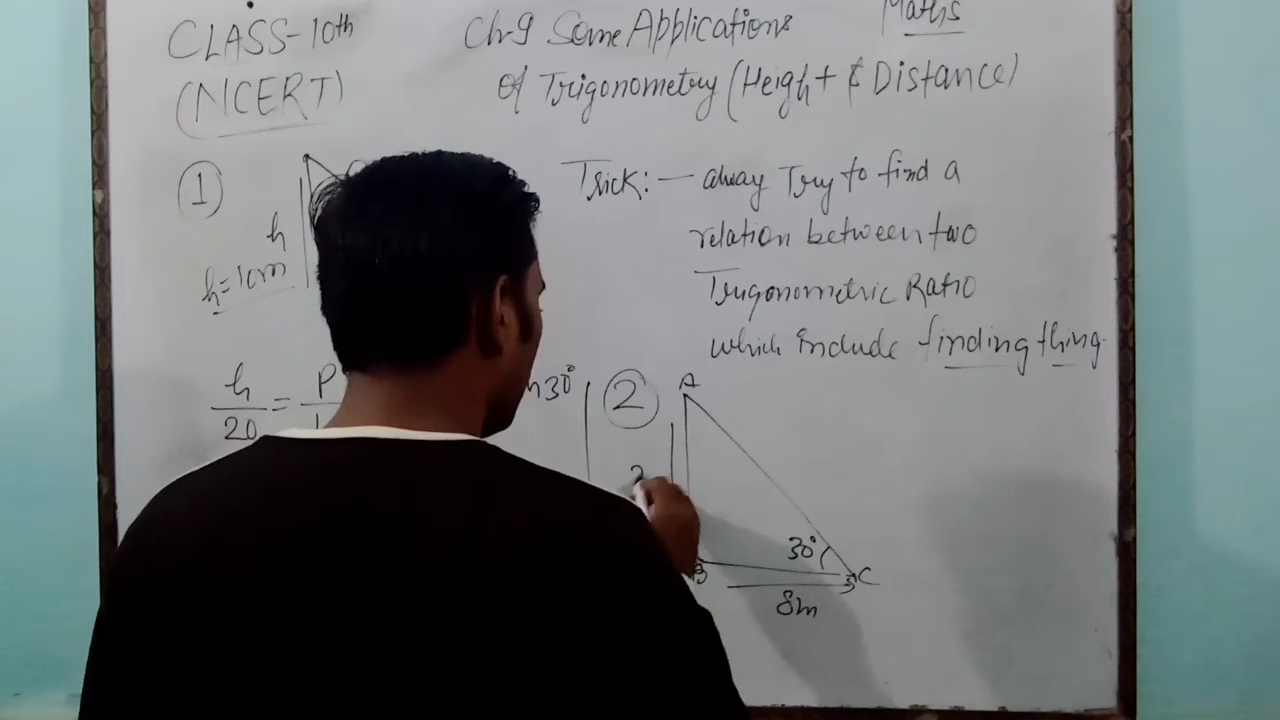 CLASS-10th
(NCERT)
Ch-9 Some Applications
of Trigonometry (Height & Distance)
Maths
1
h
h=10m
h/20 = P
30°
Trick:- alway Try to find a
relation between two
Trigonometric Ratio
which include finding thing.
2
A
30°
B
C
8m